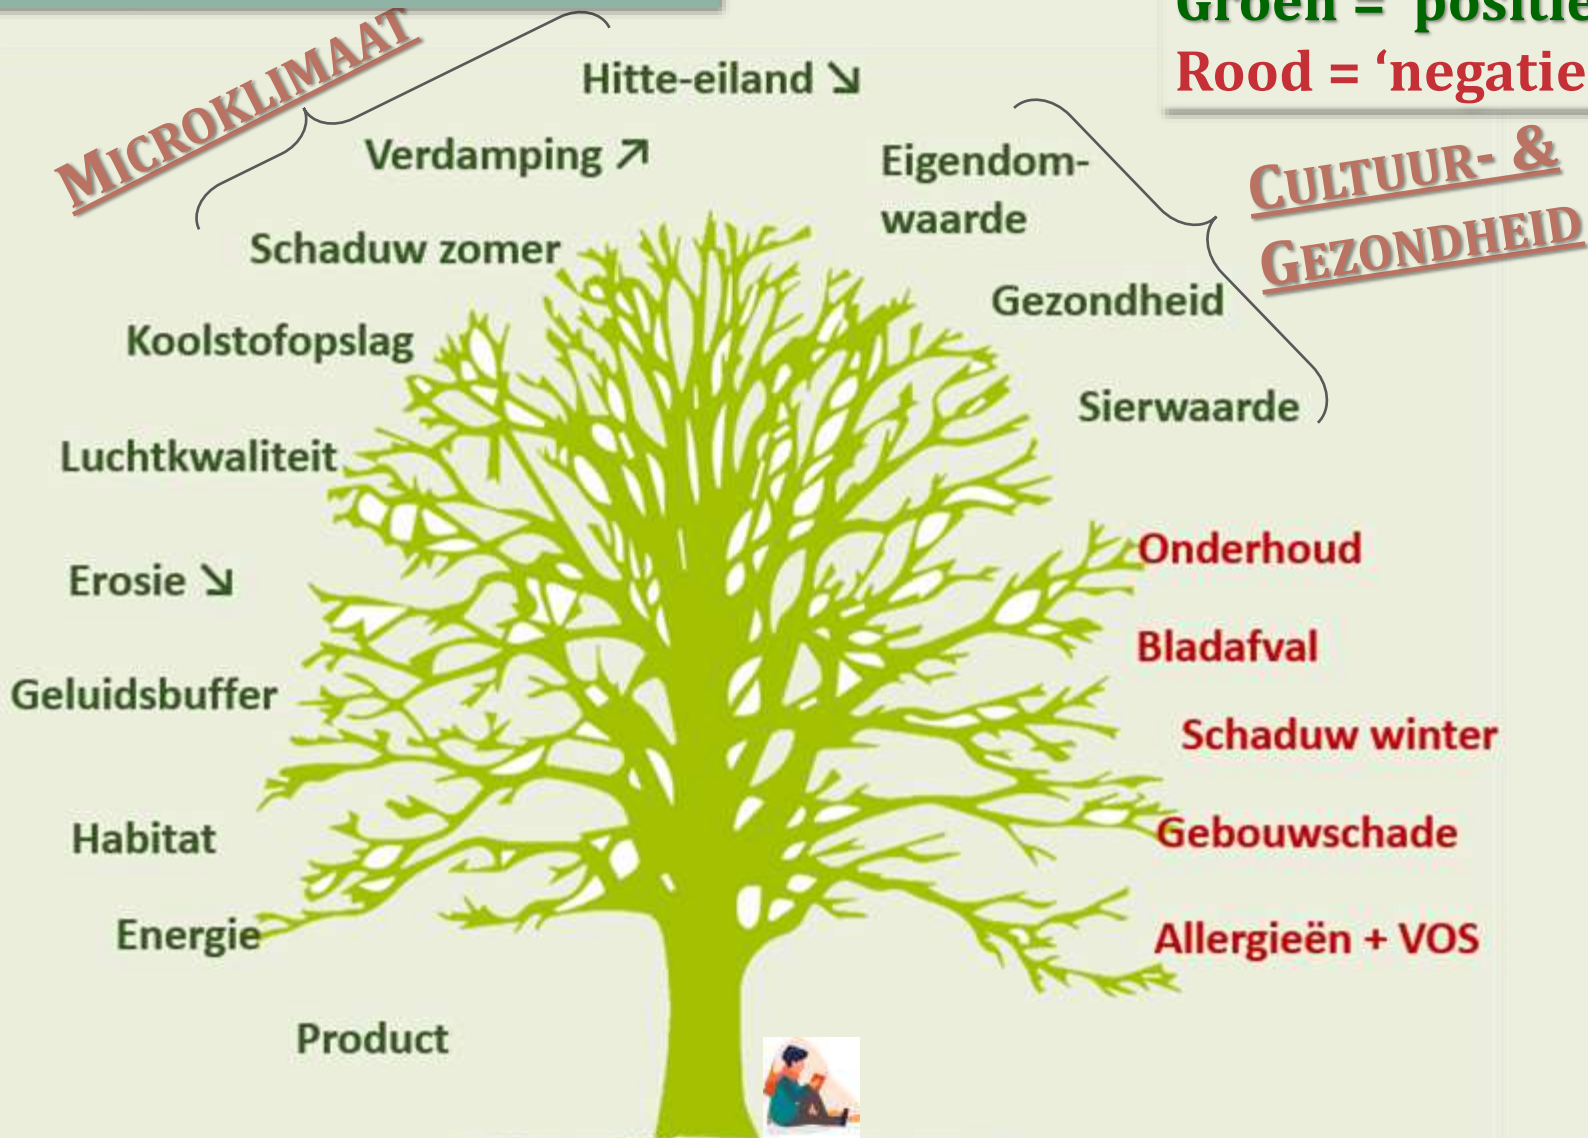 Groen = ‘positie
Rood = ‘negatie
MICROKLIMAAT
Hitte-eiland ↘
Verdamping ↗
Schaduw zomer
Koolstofopslag
Luchtkwaliteit
Erosie ↘
Geluidsbuffer
Habitat
Energie
Product
CULTUUR- &
GEZONDHEID
Eigendom-
waarde
Gezondheid
Sierwaarde
Onderhoud
Bladafval
Schaduw winter
Gebouwschade
Allergieën + VOS